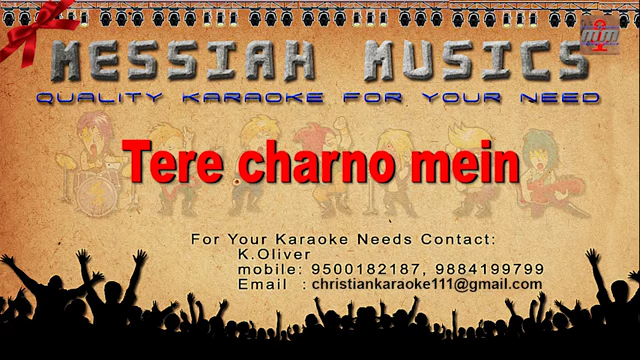 MESSIAH MUSICS
QUALITY KARAOKE FOR YOUR NEED
Tere charno mein
For Your Karaoke Needs Contact:
K.Oliver
mobile: 9500182187, 9884199799
Email : christiankaraoke111@gmail.com